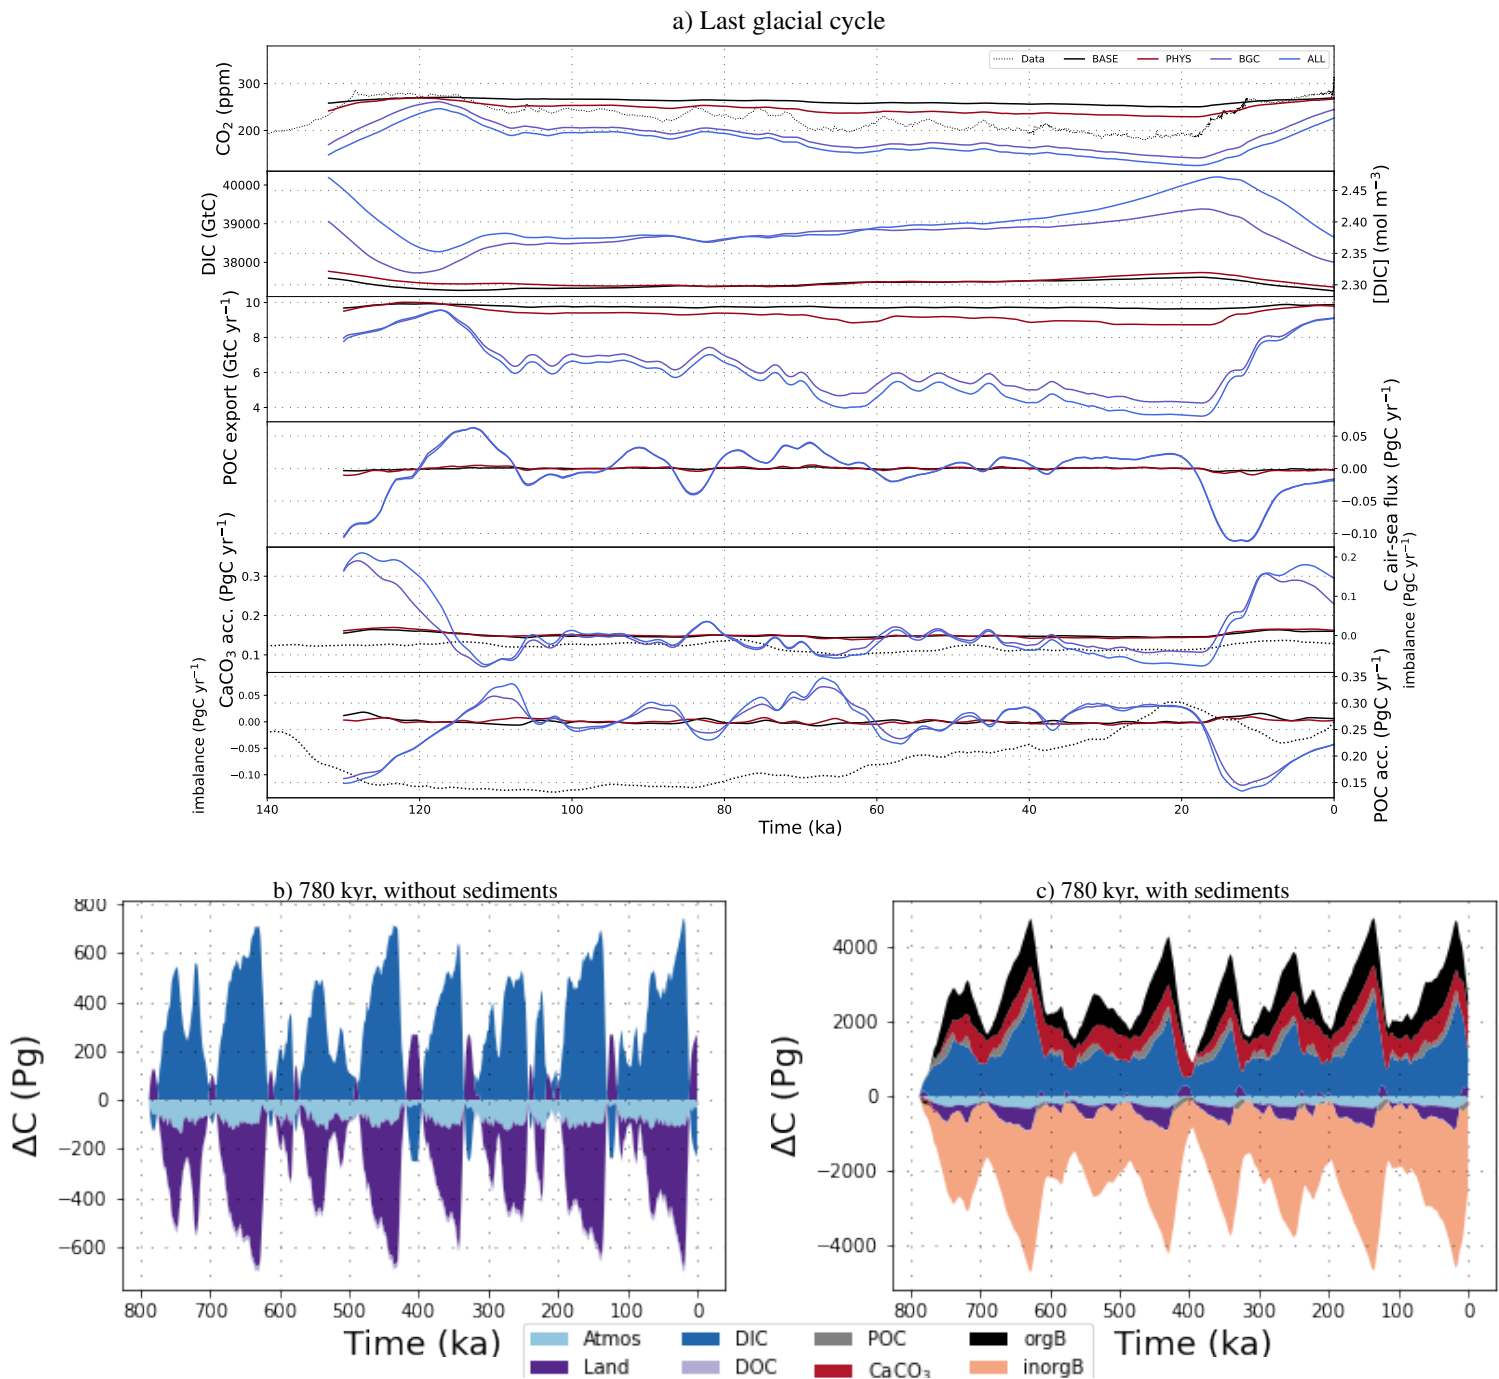 a) Last glacial cycle
Data BASE PHYS BGC ALL
CO2 (ppm)
300
200
DIC (GtC)
40000
39000
38000
[DIC] (mol m−3)
2.45
2.40
2.35
2.30
POC export (GtC yr−1)
10
8
6
4
C air-sea flux (PgC yr−1)
0.05
0.00
−0.05
−0.10
CaCO3 acc. (PgC yr−1)
0.3
0.2
0.1
imbalance (PgC yr−1)
0.2
0.1
0.0
imbalance (PgC yr−1)
0.05
0.00
−0.05
−0.10
POC acc. (PgC yr−1)
0.35
0.30
0.25
0.20
0.15
140 120 100 80 60 40 20 0
Time (ka)
b) 780 kyr, without sediments
ΔC (Pg)
800
600
400
200
0
−200
−400
−600
800 700 600 500 400 300 200 100 0
Time (ka)
c) 780 kyr, with sediments
ΔC (Pg)
4000
2000
0
−2000
−4000
800 700 600 500 400 300 200 100 0
Time (ka)
Atmos DIC POC orgB
Land DOC CaCO3 inorgB